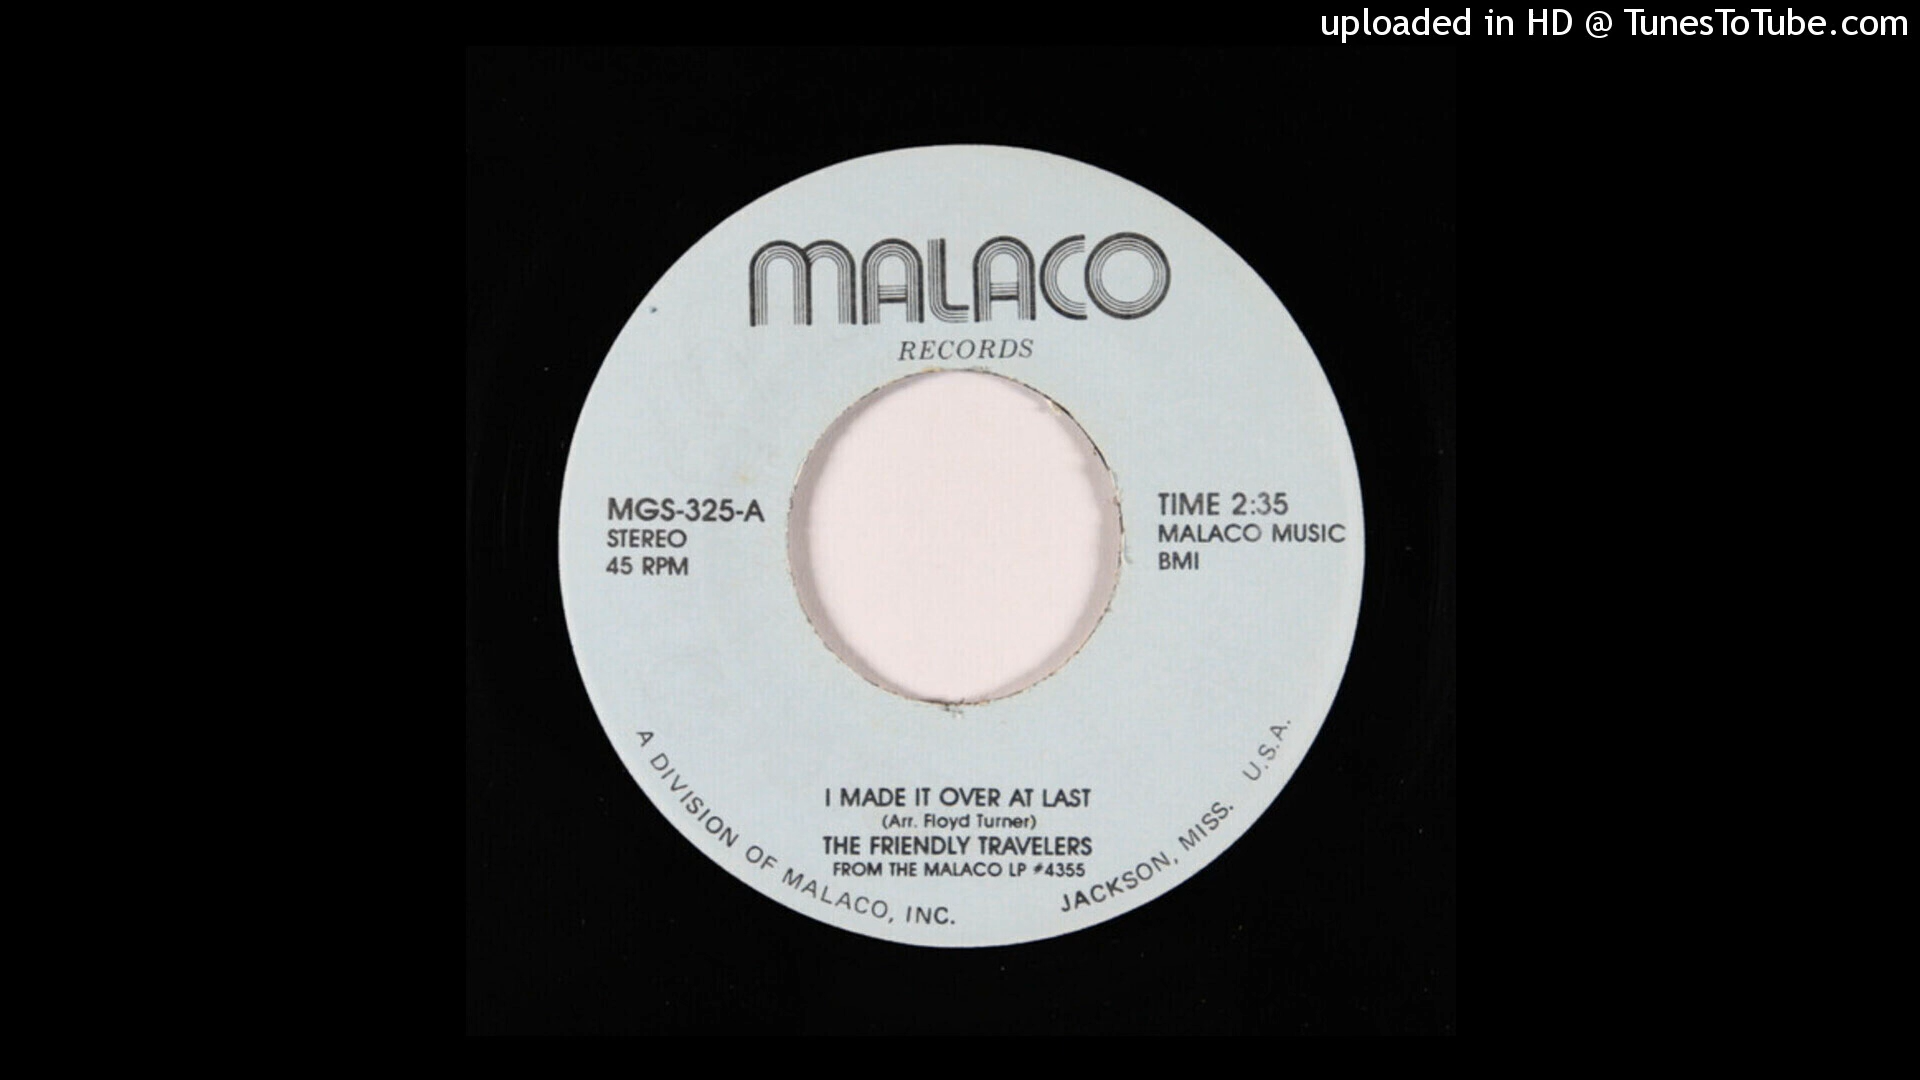 uploaded in HD @ TunesToTube.com
MALACO
RECORDS
MGS-325-A
STEREO
45 RPM
TIME 2:35
MALACO MUSIC
BMI
I MADE IT OVER AT LAST
(Arr. Floyd Turner)
THE FRIENDLY TRAVELERS
FROM THE MALACO LP #4355
A DIVISION OF MALACO, INC.
JACKSON, MISS. U.S.A.